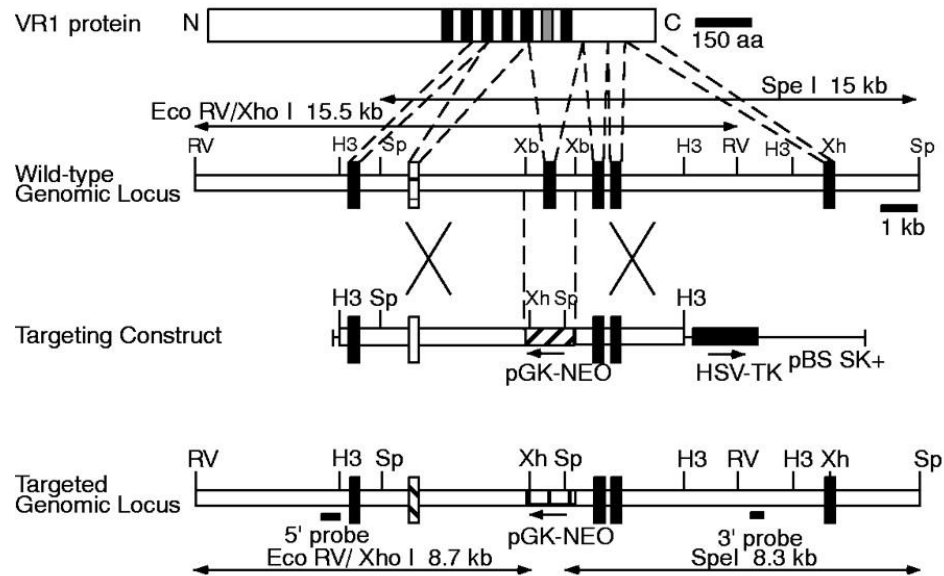 VR1 protein N C
150 aa
Spe I 15 kb
Eco RV/Xho I 15.5 kb
RV H3 Sp Xb Xb H3 RV H3 Xh Sp
Wild-type
Genomic Locus
1 kb
H3 Sp Xh Sp H3
Targeting Construct
pGK-NEO HSV-TK pBS SK+
RV H3 Sp Xh Sp H3 RV H3 Xh Sp
Targeted
Genomic Locus
5' probe pGK-NEO 3' probe
Eco RV/ Xho I 8.7 kb SpeI 8.3 kb